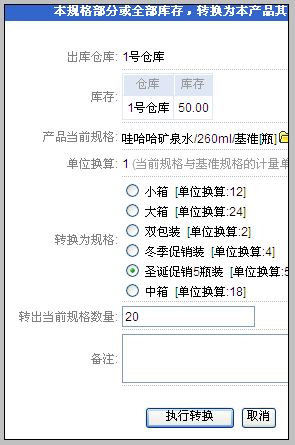 本规格部分或全部库存，转换为本产品其
出库仓库: 1号仓库
仓库 库存
库存:
1号仓库 50.00
产品当前规格: 哇哈哈矿泉水/260ml/基准[瓶]
单位换算: 1 (当前规格与基准规格的计量单
小箱 [单位换算:12]
大箱 [单位换算:24]
双包装 [单位换算:2]
转换为规格:
冬季促销装 [单位换算:4]
圣诞促销5瓶装 [单位换算:5
中箱 [单位换算:18]
转出当前规格数量: 20
备注:
执行转换 取消